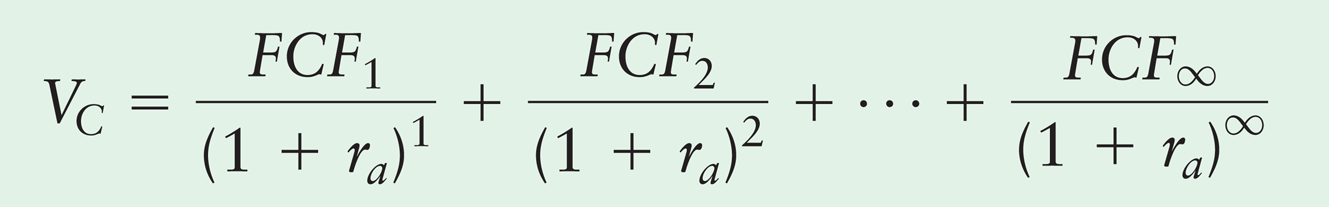 V_C = FCF_1/(1 + r_a)^1 + FCF_2/(1 + r_a)^2 + ··· + FCF_∞/(1 + r_a)^∞